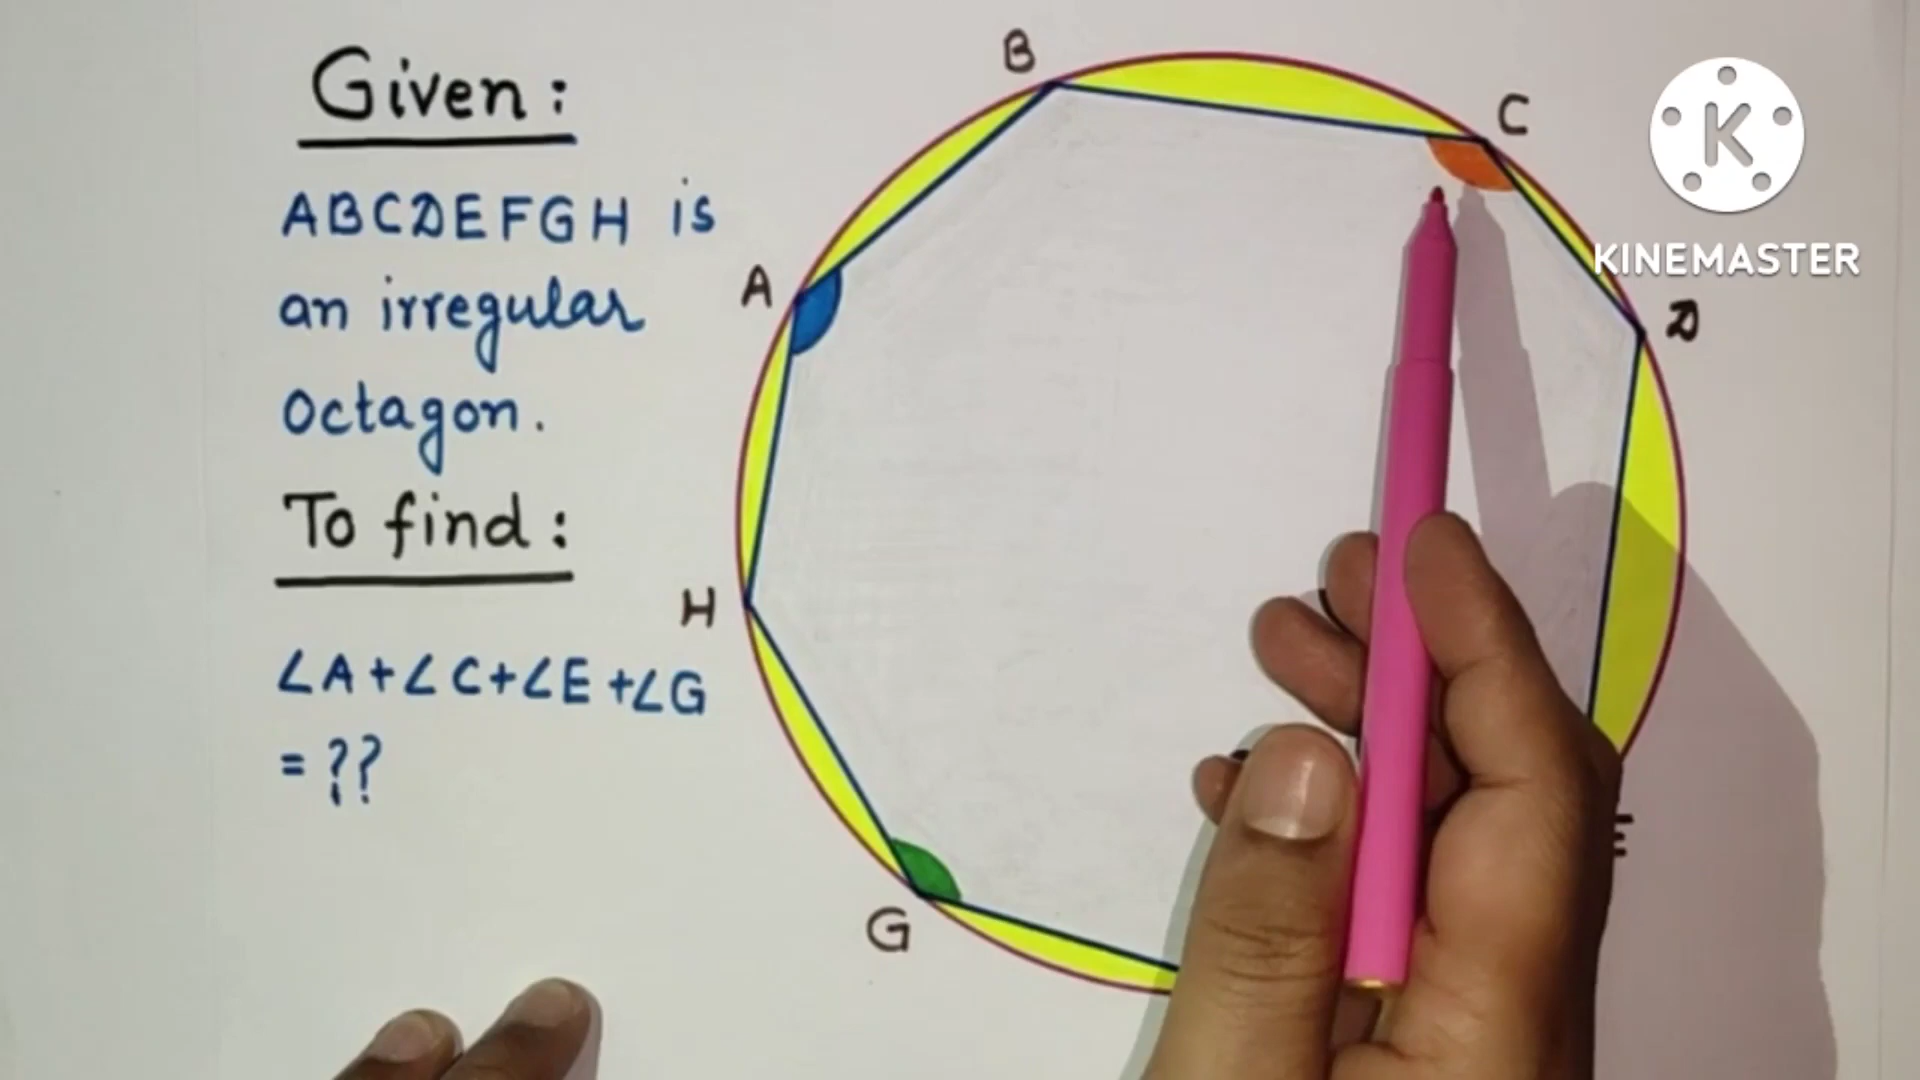 Given:
ABCDEFGH is
an irregular
Octagon.
To find:
∠A+∠C+∠E+∠G
= ??
B
C
A
D
H
E
G
K
KINEMASTER